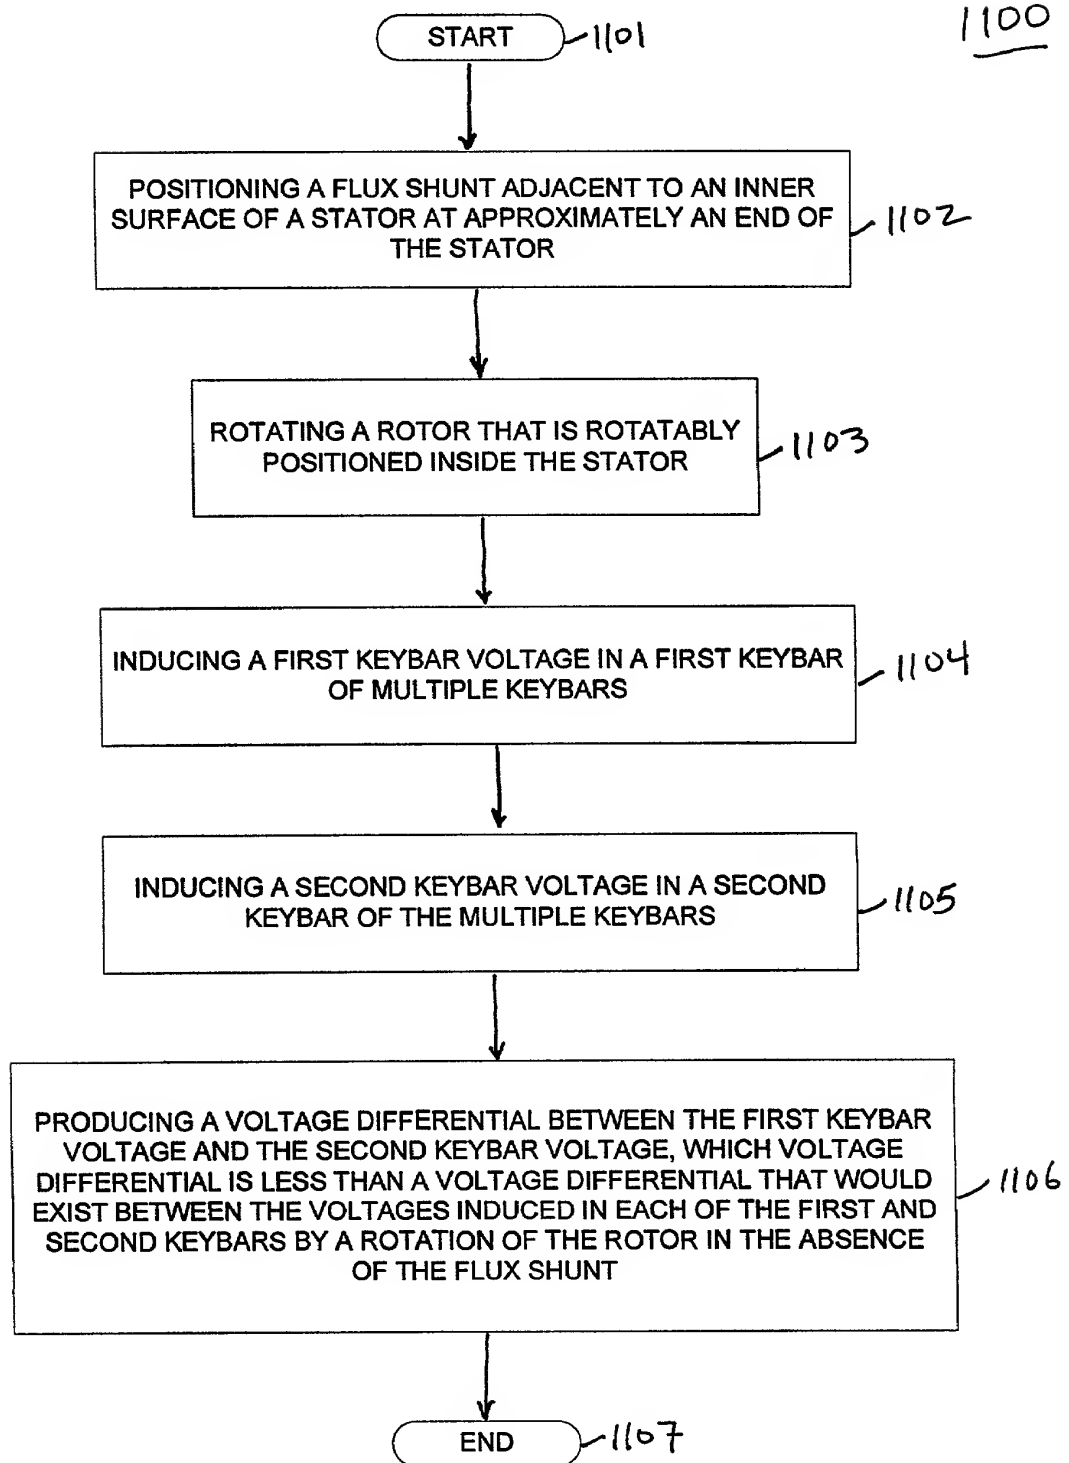 1100
START
1101
POSITIONING A FLUX SHUNT ADJACENT TO AN INNER
SURFACE OF A STATOR AT APPROXIMATELY AN END OF
THE STATOR
1102
ROTATING A ROTOR THAT IS ROTATABLY
POSITIONED INSIDE THE STATOR
1103
INDUCING A FIRST KEYBAR VOLTAGE IN A FIRST KEYBAR
OF MULTIPLE KEYBARS
1104
INDUCING A SECOND KEYBAR VOLTAGE IN A SECOND
KEYBAR OF THE MULTIPLE KEYBARS
1105
PRODUCING A VOLTAGE DIFFERENTIAL BETWEEN THE FIRST KEYBAR
VOLTAGE AND THE SECOND KEYBAR VOLTAGE, WHICH VOLTAGE
DIFFERENTIAL IS LESS THAN A VOLTAGE DIFFERENTIAL THAT WOULD
EXIST BETWEEN THE VOLTAGES INDUCED IN EACH OF THE FIRST AND
SECOND KEYBARS BY A ROTATION OF THE ROTOR IN THE ABSENCE
OF THE FLUX SHUNT
1106
END
1107